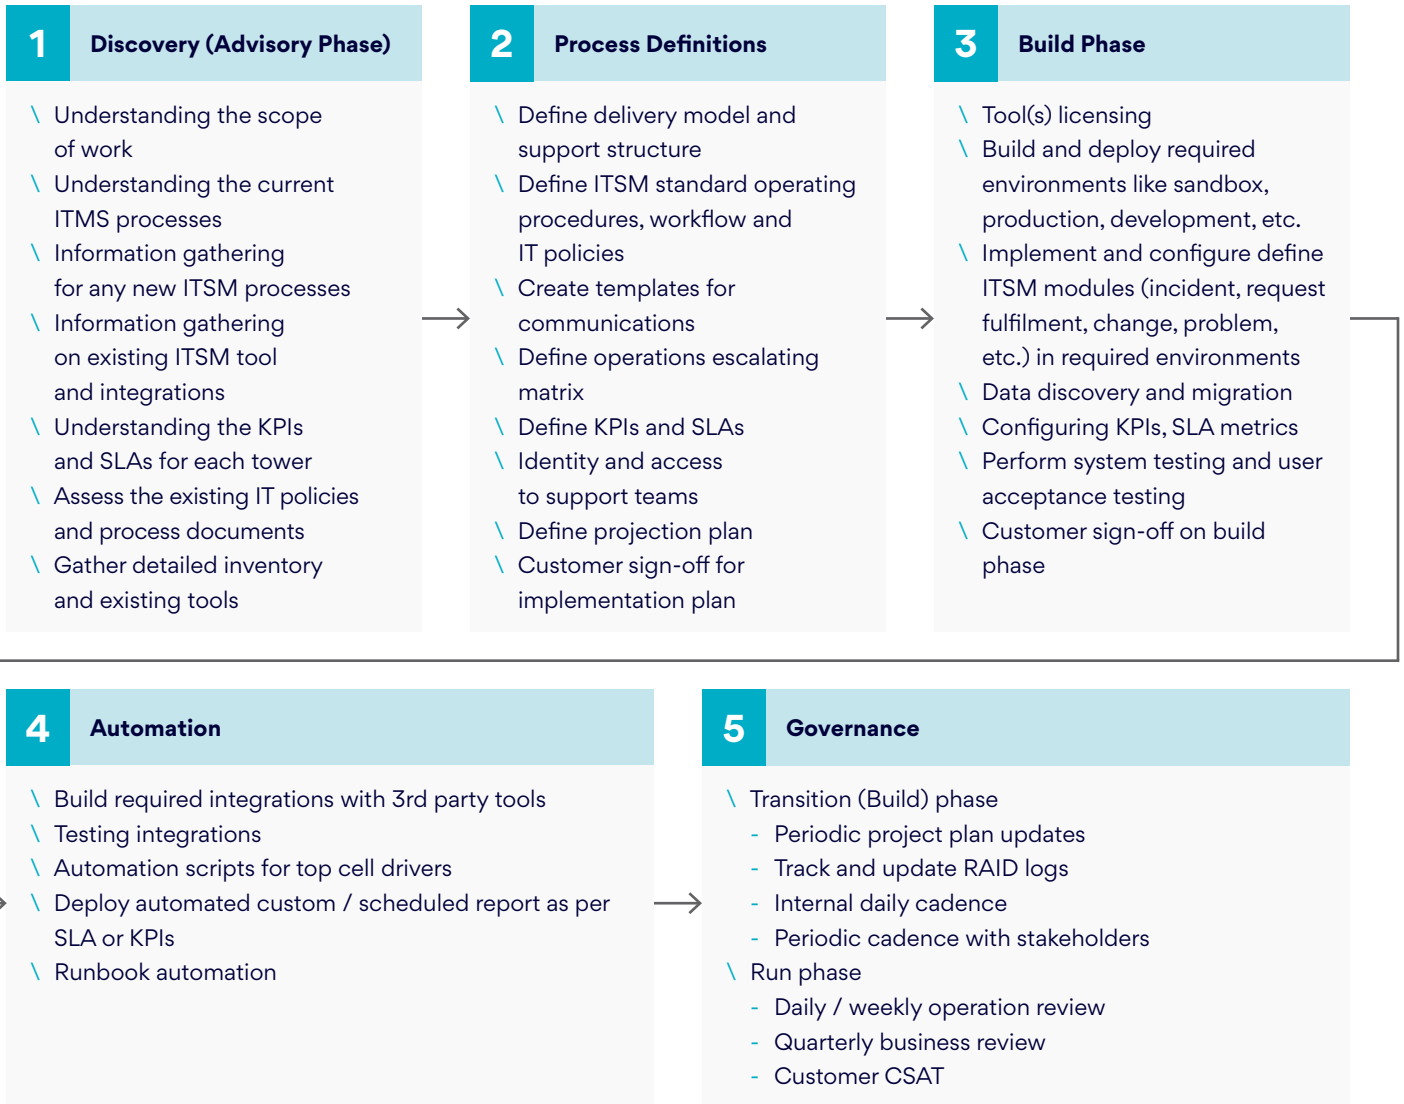 1 Discovery (Advisory Phase)
\ Understanding the scope
of work
\ Understanding the current
ITMS processes
\ Information gathering
for any new ITSM processes
\ Information gathering
on existing ITSM tool
and integrations
\ Understanding the KPIs
and SLAs for each tower
\ Assess the existing IT policies
and process documents
\ Gather detailed inventory
and existing tools
2 Process Definitions
\ Define delivery model and
support structure
\ Define ITSM standard operating
procedures, workflow and
IT policies
\ Create templates for
communications
\ Define operations escalating
matrix
\ Define KPIs and SLAs
\ Identity and access
to support teams
\ Define projection plan
\ Customer sign-off for
implementation plan
3 Build Phase
\ Tool(s) licensing
\ Build and deploy required
environments like sandbox,
production, development, etc.
\ Implement and configure define
ITSM modules (incident, request
fulfilment, change, problem,
etc.) in required environments
\ Data discovery and migration
\ Configuring KPIs, SLA metrics
\ Perform system testing and user
acceptance testing
\ Customer sign-off on build
phase
4 Automation
\ Build required integrations with 3rd party tools
\ Testing integrations
\ Automation scripts for top cell drivers
\ Deploy automated custom / scheduled report as per
SLA or KPIs
\ Runbook automation
5 Governance
\ Transition (Build) phase
- Periodic project plan updates
- Track and update RAID logs
- Internal daily cadence
- Periodic cadence with stakeholders
\ Run phase
- Daily / weekly operation review
- Quarterly business review
- Customer CSAT